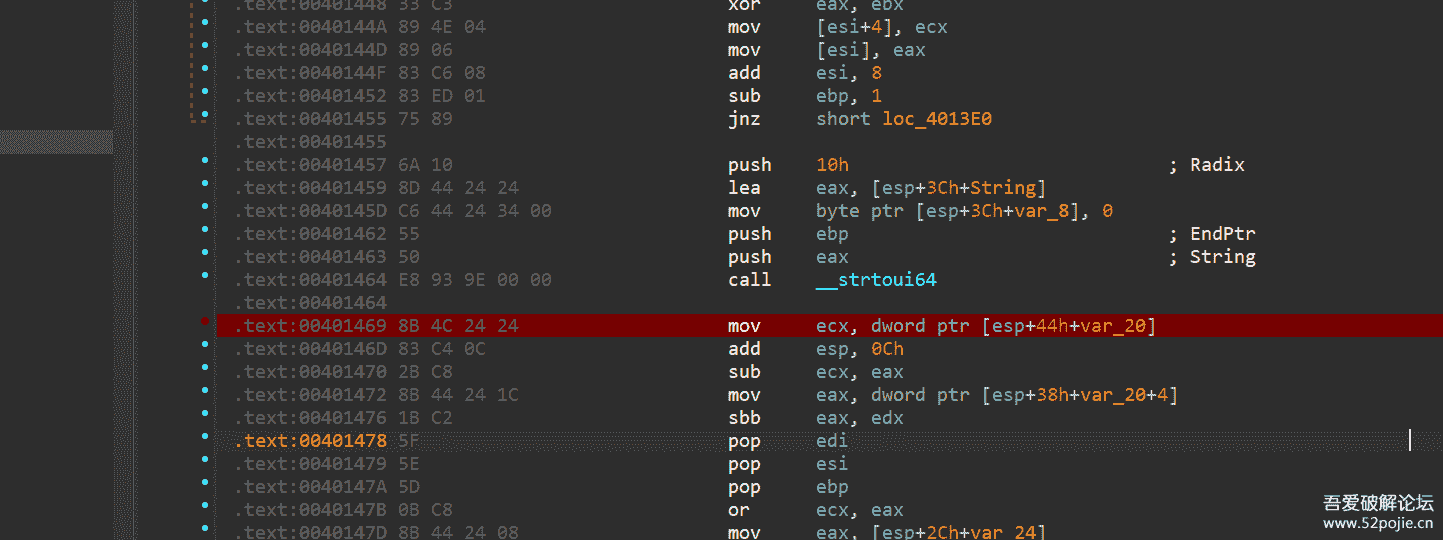 .text:00401448 33 C3 xor eax, ebx
.text:0040144A 89 4E 04 mov [esi+4], ecx
.text:0040144D 89 06 mov [esi], eax
.text:0040144F 83 C6 08 add esi, 8
.text:00401452 83 ED 01 sub ebp, 1
.text:00401455 75 89 jnz short loc_4013E0
.text:00401455
.text:00401457 6A 10 push 10h ; Radix
.text:00401459 8D 44 24 24 lea eax, [esp+3Ch+String]
.text:0040145D C6 44 24 34 00 mov byte ptr [esp+3Ch+var_8], 0
.text:00401462 55 push ebp ; EndPtr
.text:00401463 50 push eax ; String
.text:00401464 E8 93 9E 00 00 call __strtoui64
.text:00401464
.text:00401469 8B 4C 24 24 mov ecx, dword ptr [esp+44h+var_20]
.text:0040146D 83 C4 0C add esp, 0Ch
.text:00401470 2B C8 sub ecx, eax
.text:00401472 8B 44 24 1C mov eax, dword ptr [esp+38h+var_20+4]
.text:00401476 1B C2 sbb eax, edx
.text:00401478 5F pop edi
.text:00401479 5E pop esi
.text:0040147A 5D pop ebp
.text:0040147B 0B C8 or ecx, eax
.text:0040147D 8B 44 24 08 mov eax, [esp+2Ch+var_24]
吾爱破解论坛
www.52pojie.cn